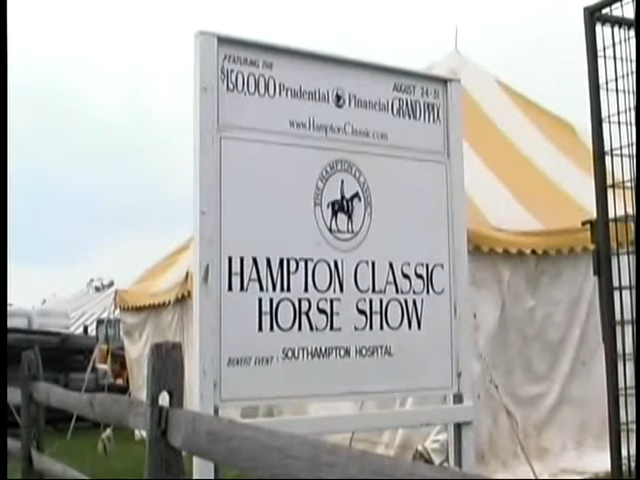 FEATURING THE
$150,000 Prudential Financial GRAND PRIX
AUGUST 24-31
www.HamptonClassic.com
THE HAMPTON CLASSIC
HAMPTON CLASSIC
HORSE SHOW
BENEFIT EVENT: SOUTHAMPTON HOSPITAL